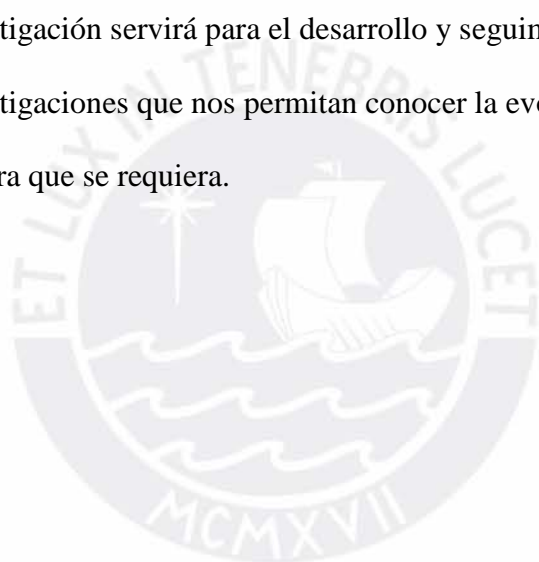 tigación servirá para el desarrollo y seguin
tigaciones que nos permitan conocer la evo
ra que se requiera.
ET LUX IN TENEBRIS LUCET
MCMXVII